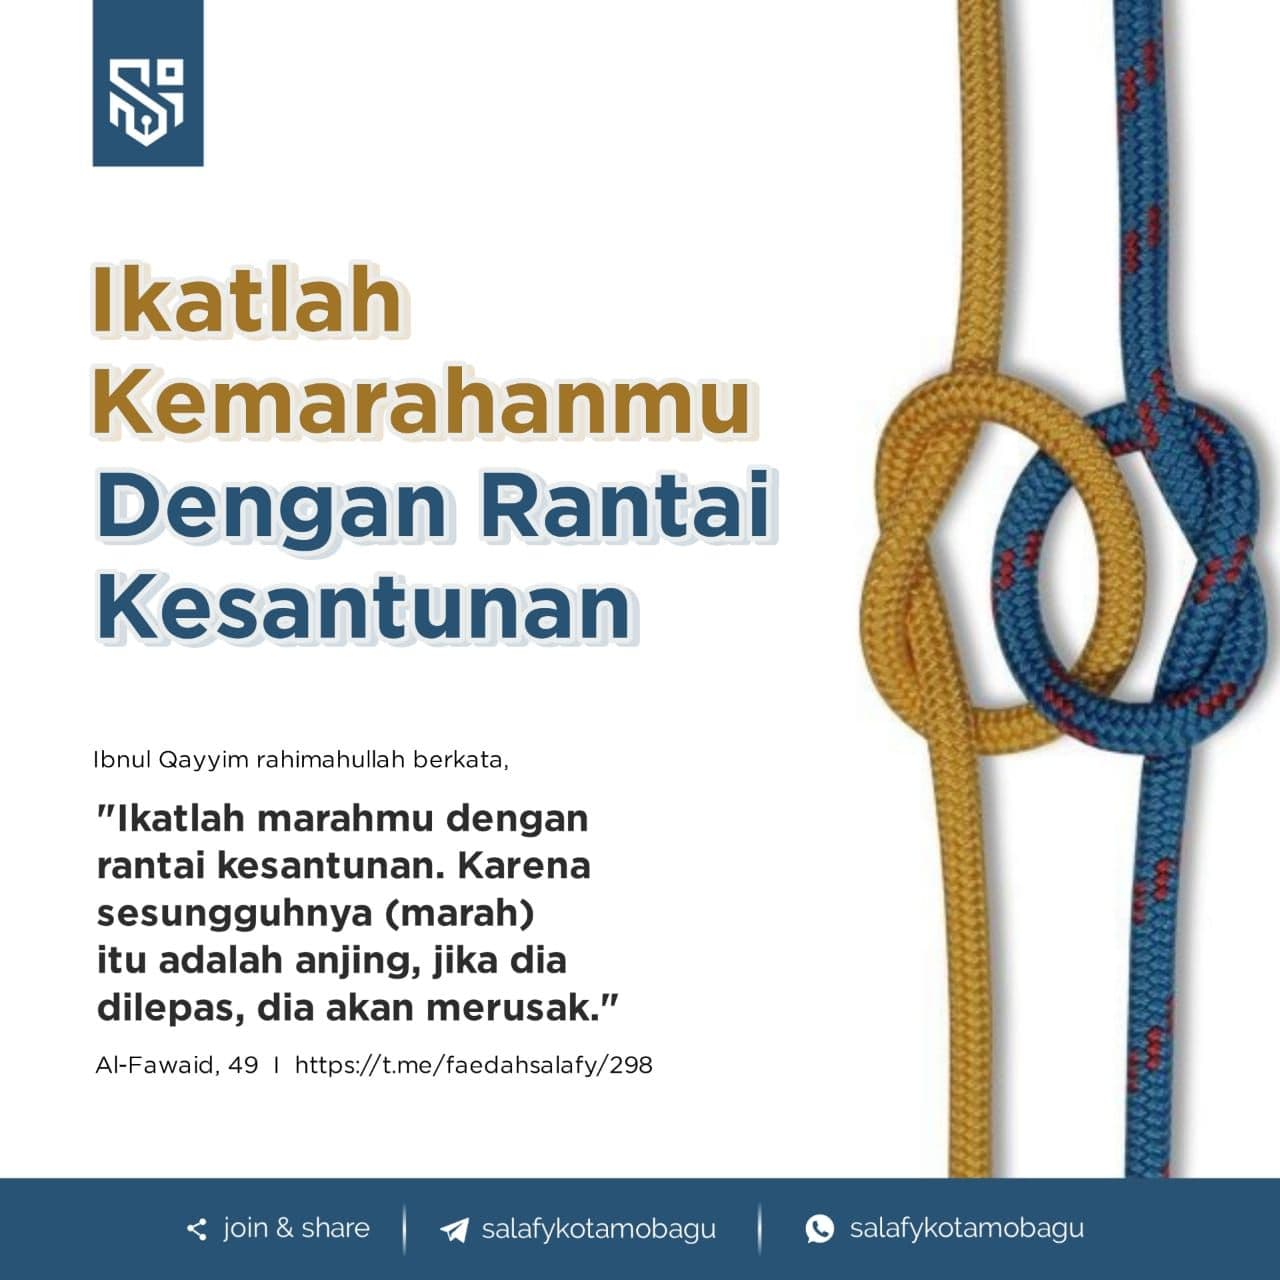 Ikatlah
Kemarahanmu
Dengan Rantai
Kesantunan
Ibnul Qayyim rahimahullah berkata,
"Ikatlah marahmu dengan
rantai kesantunan. Karena
sesungguhnya (marah)
itu adalah anjing, jika dia
dilepas, dia akan merusak."
Al-Fawaid, 49 I https://t.me/faedahsalafy/298
join & share | salafykotamobagu | salafykotamobagu